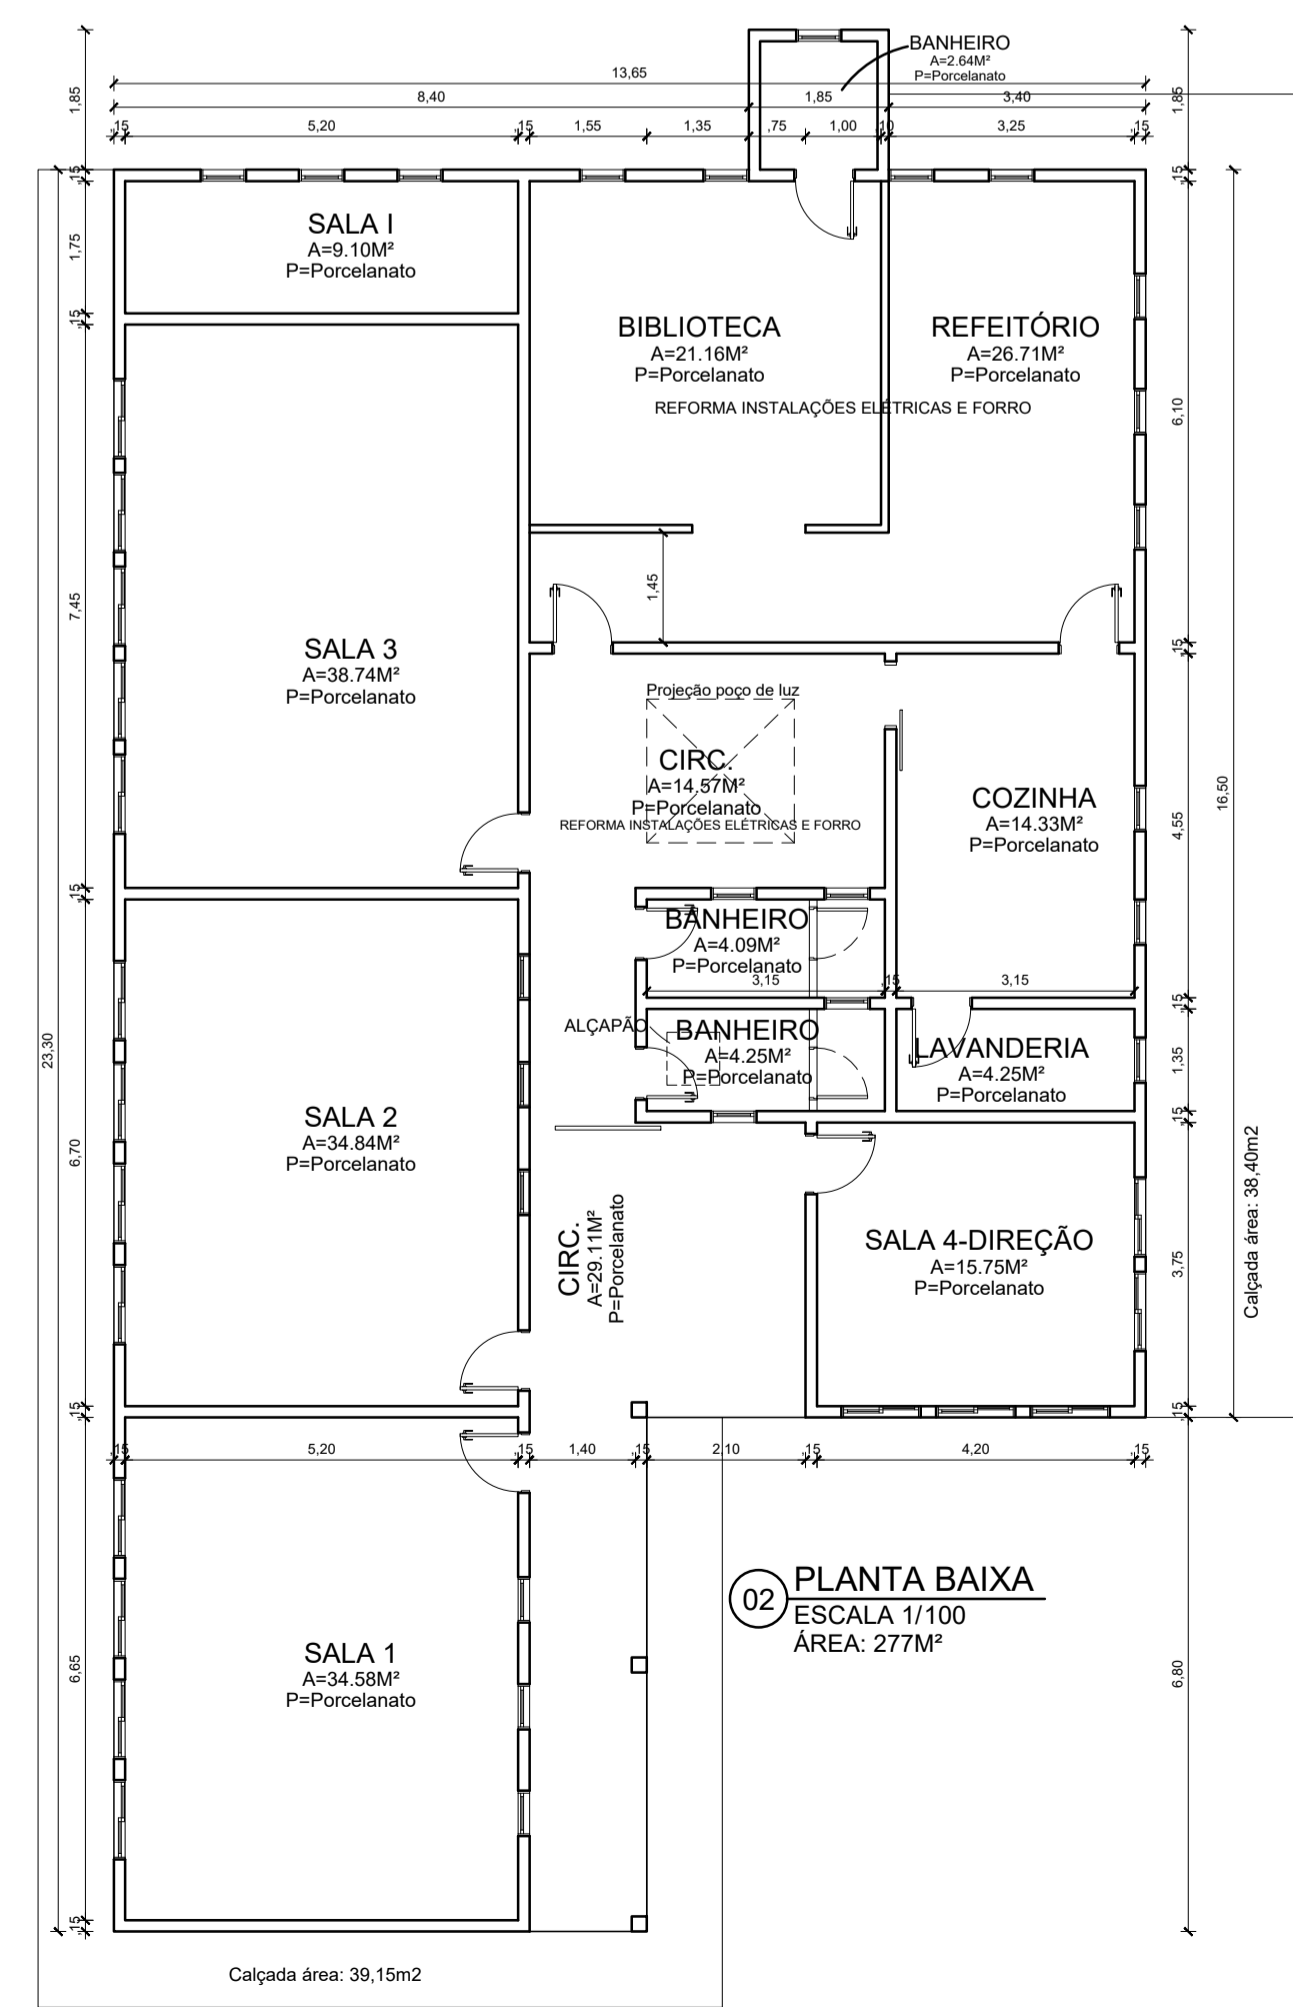 BANHEIRO
A=2.64M²
P=Porcelanato
13,65
8,40
1,85
3,40
1,85
1,85
,15
5,20
,15
1,55
1,35
,75
1,00
,10
3,25
,15
,15
,15
SALA I
A=9.10M²
P=Porcelanato
1,75
,15
BIBLIOTECA
A=21.16M²
P=Porcelanato
REFEITÓRIO
A=26.71M²
P=Porcelanato
REFORMA INSTALAÇÕES ELÉTRICAS E FORRO
6,10
1,45
7,45
SALA 3
A=38.74M²
P=Porcelanato
,15
Projeção poço de luz
CIRC.
A=14.57M²
P=Porcelanato
REFORMA INSTALAÇÕES ELÉTRICAS E FORRO
COZINHA
A=14.33M²
P=Porcelanato
4,55
16,50
,15
BANHEIRO
A=4.09M²
P=Porcelanato
3,15
,15
3,15
,15
ALÇAPÃO
BANHEIRO
A=4.25M²
P=Porcelanato
LAVANDERIA
A=4.25M²
P=Porcelanato
1,35
,15
23,30
SALA 2
A=34.84M²
P=Porcelanato
6,70
CIRC.
A=29.11M²
P=Porcelanato
SALA 4-DIREÇÃO
A=15.75M²
P=Porcelanato
3,75
Calçada área: 38,40m2
,15
,15
,15
5,20
,15
1,40
,15
2,10
,15
4,20
,15
02
PLANTA BAIXA
ESCALA 1/100
ÁREA: 277M²
SALA 1
A=34.58M²
P=Porcelanato
6,65
6,80
,15
Calçada área: 39,15m2